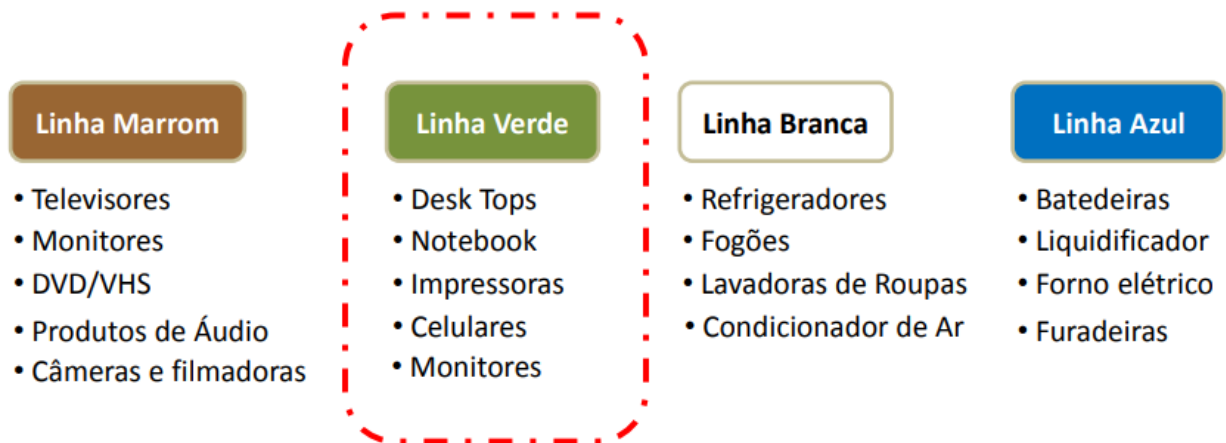 Linha Marrom
• Televisores
• Monitores
• DVD/VHS
• Produtos de Áudio
• Câmeras e filmadoras
Linha Verde
• Desk Tops
• Notebook
• Impressoras
• Celulares
• Monitores
Linha Branca
• Refrigeradores
• Fogões
• Lavadoras de Roupas
• Condicionador de Ar
Linha Azul
• Batedeiras
• Liquidificador
• Forno elétrico
• Furadeiras